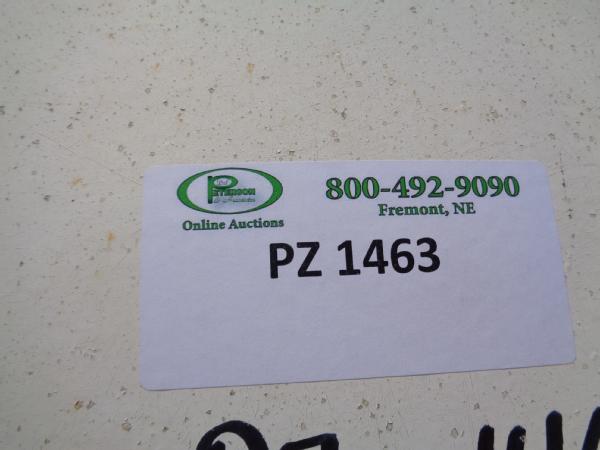 PETERSON
Online Auctions
800-492-9090
Fremont, NE
PZ 1463